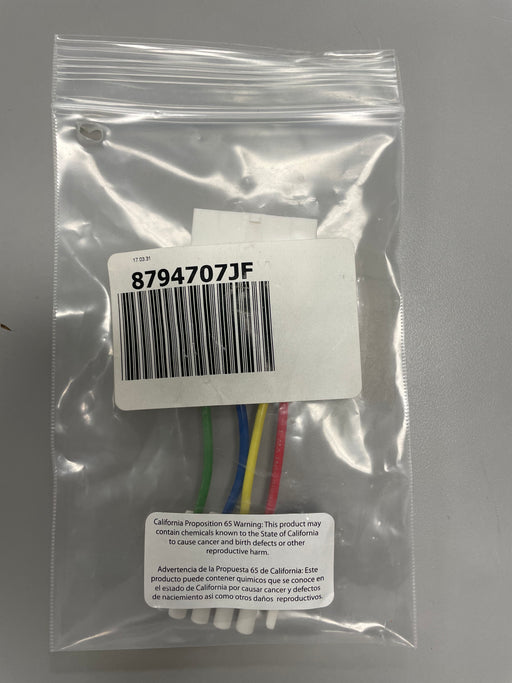 17.03.31
8794707JF
California Proposition 65 Warning: This product may
contain chemicals known to the State of California
to cause cancer and birth defects or other
reproductive harm.
Advertencia de la Propuesta 65 de California: Este
producto puede contener quimicos que se conoce en
el estado de California por causar cancer y defectos
de naciemiento asi como otros daños reproductivos.